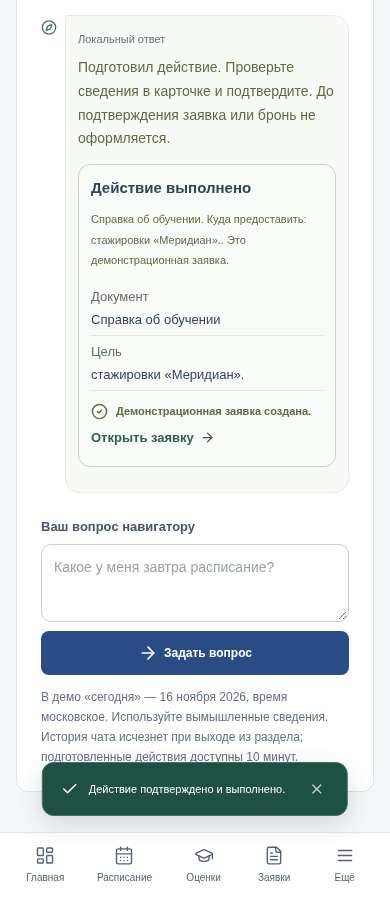 Локальный ответ
Подготовил действие. Проверьте
сведения в карточке и подтвердите. До
подтверждения заявка или бронь не
оформляется.
Действие выполнено
Справка об обучении. Куда предоставить:
стажировки «Меридиан».. Это
демонстрационная заявка.
Документ
Справка об обучении
Цель
стажировки «Меридиан».
Демонстрационная заявка создана.
Открыть заявку
Ваш вопрос навигатору
Какое у меня завтра расписание?
Задать вопрос
В демо «сегодня» — 16 ноября 2026, время
московское. Используйте вымышленные сведения.
История чата исчезнет при выходе из раздела;
подготовленные действия доступны 10 минут.
Действие подтверждено и выполнено.
Главная
Расписание
Оценки
Заявки
Ещё